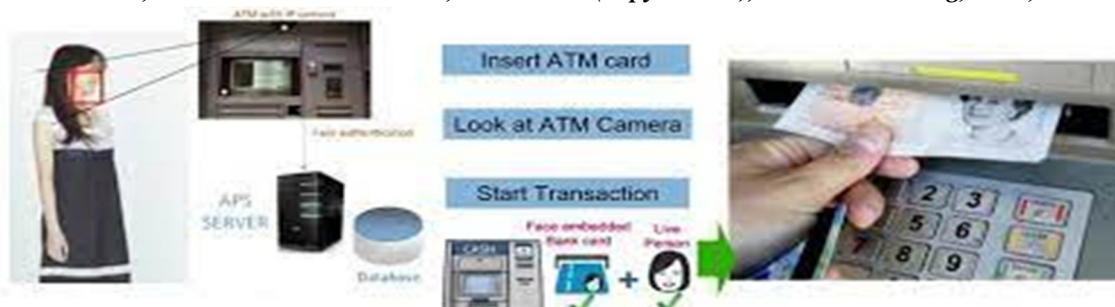 ATM with IP camera
Face authentication
APS
SERVER
Database
Insert ATM card
Look at ATM Camera
Start Transaction
Face embedded
Bank card
Live
Person
CASH
+
2 3
5 6
7 8 9